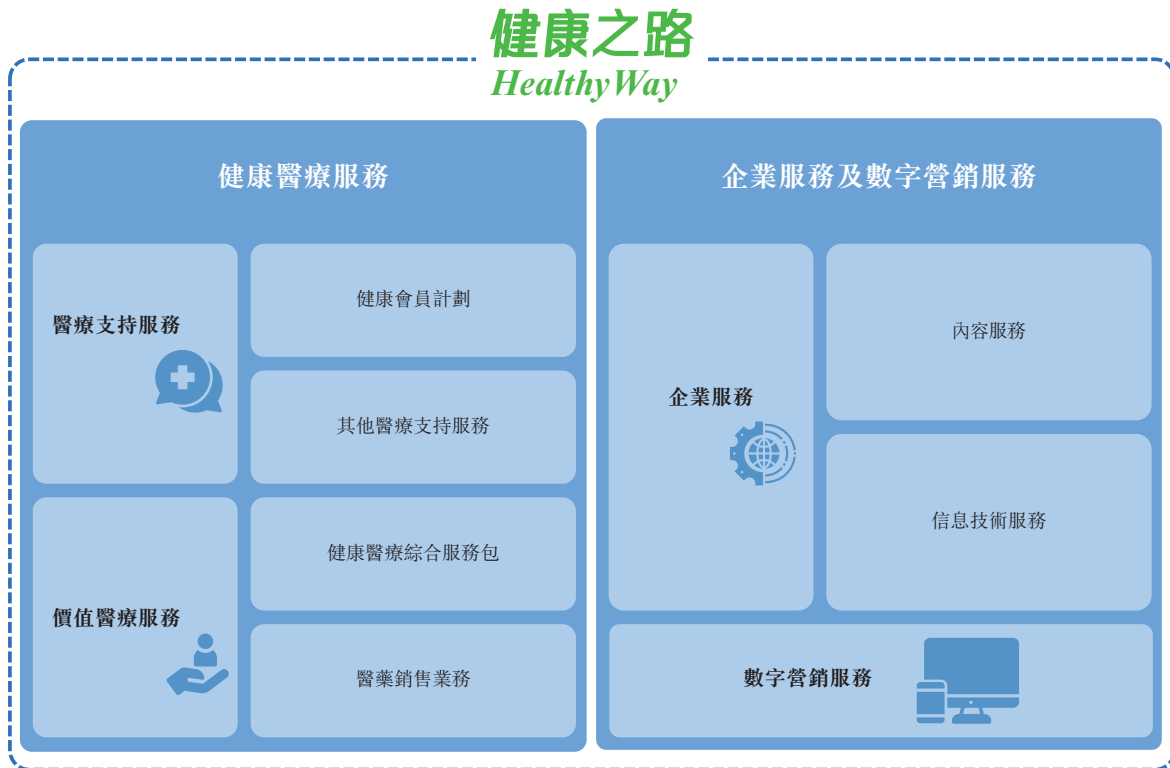 健康之路
HealthyWay
健康醫療服務
醫療支持服務
健康會員計劃
其他醫療支持服務
價值醫療服務
健康醫療綜合服務包
醫藥銷售業務
企業服務及數字營銷服務
企業服務
內容服務
信息技術服務
數字營銷服務